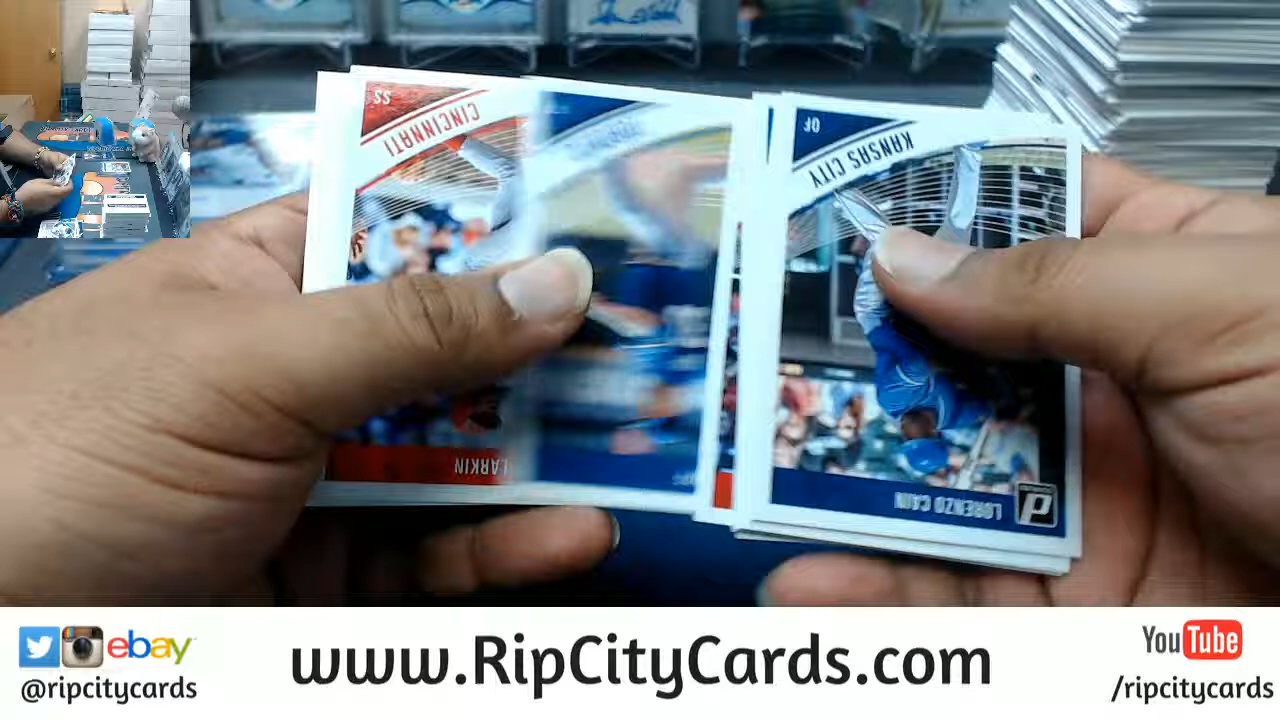 SS
CINCINNATI
LARKIN
OF
KANSAS CITY
LORENZO CAIN
ebay
@ripcitycards
www.RipCityCards.com
YouTube
/ripcitycards